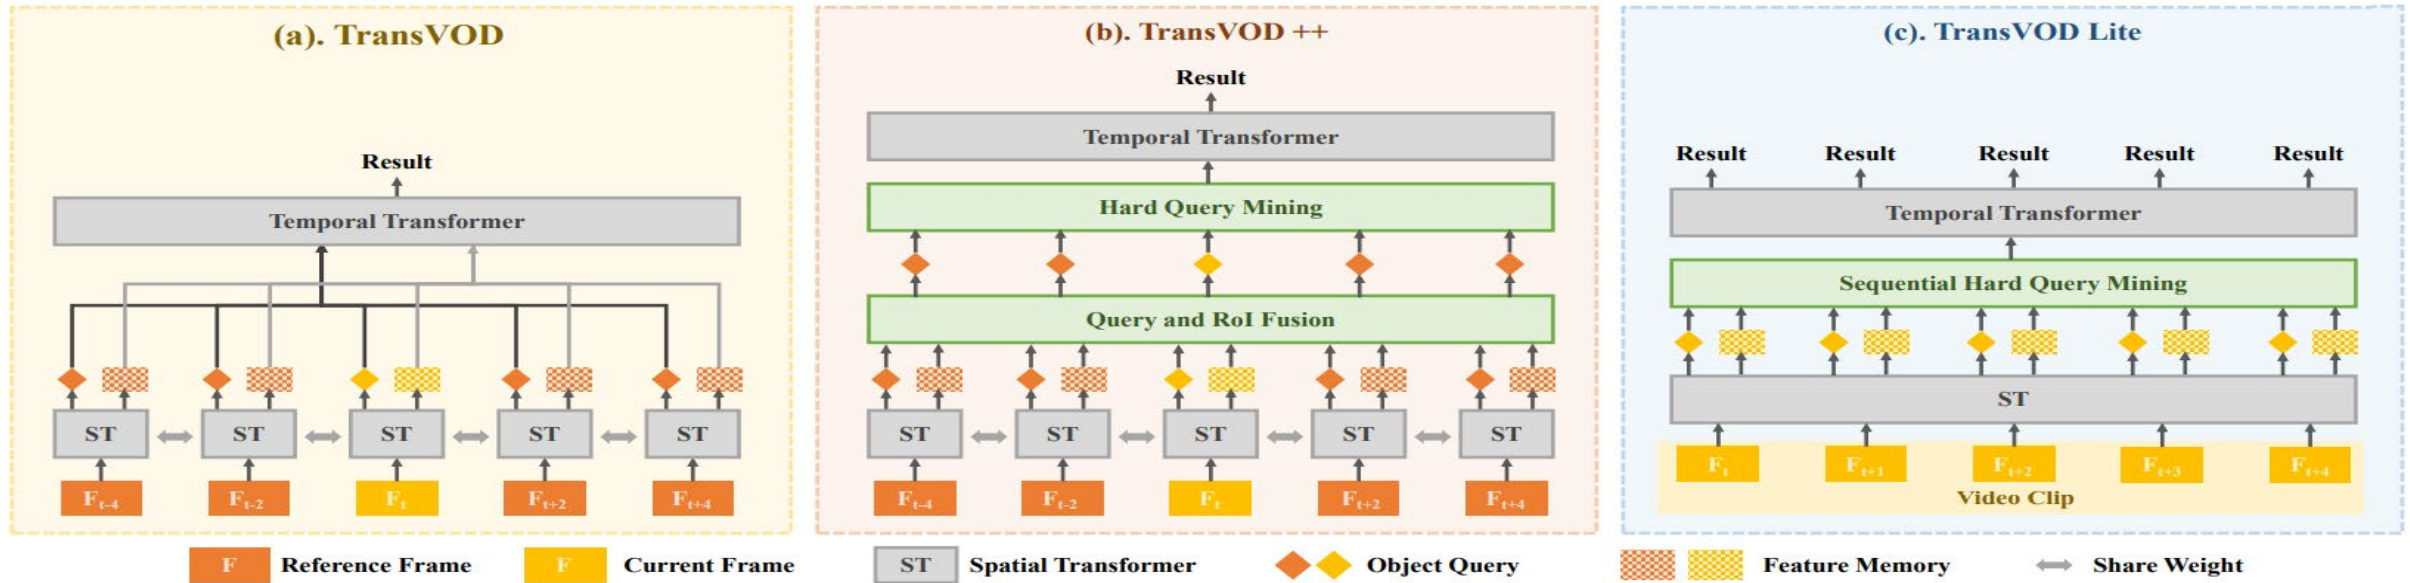 (a). TransVOD
Result
Temporal Transformer
ST ST ST ST ST
Ft-4 Ft-2 Ft Ft+2 Ft+4
(b). TransVOD ++
Result
Temporal Transformer
Hard Query Mining
Query and RoI Fusion
ST ST ST ST ST
Ft-4 Ft-2 Ft Ft+2 Ft+4
(c). TransVOD Lite
Result Result Result Result Result
Temporal Transformer
Sequential Hard Query Mining
ST
Ft Ft+1 Ft+2 Ft+3 Ft+4
Video Clip
F Reference Frame F Current Frame ST Spatial Transformer Object Query Feature Memory Share Weight